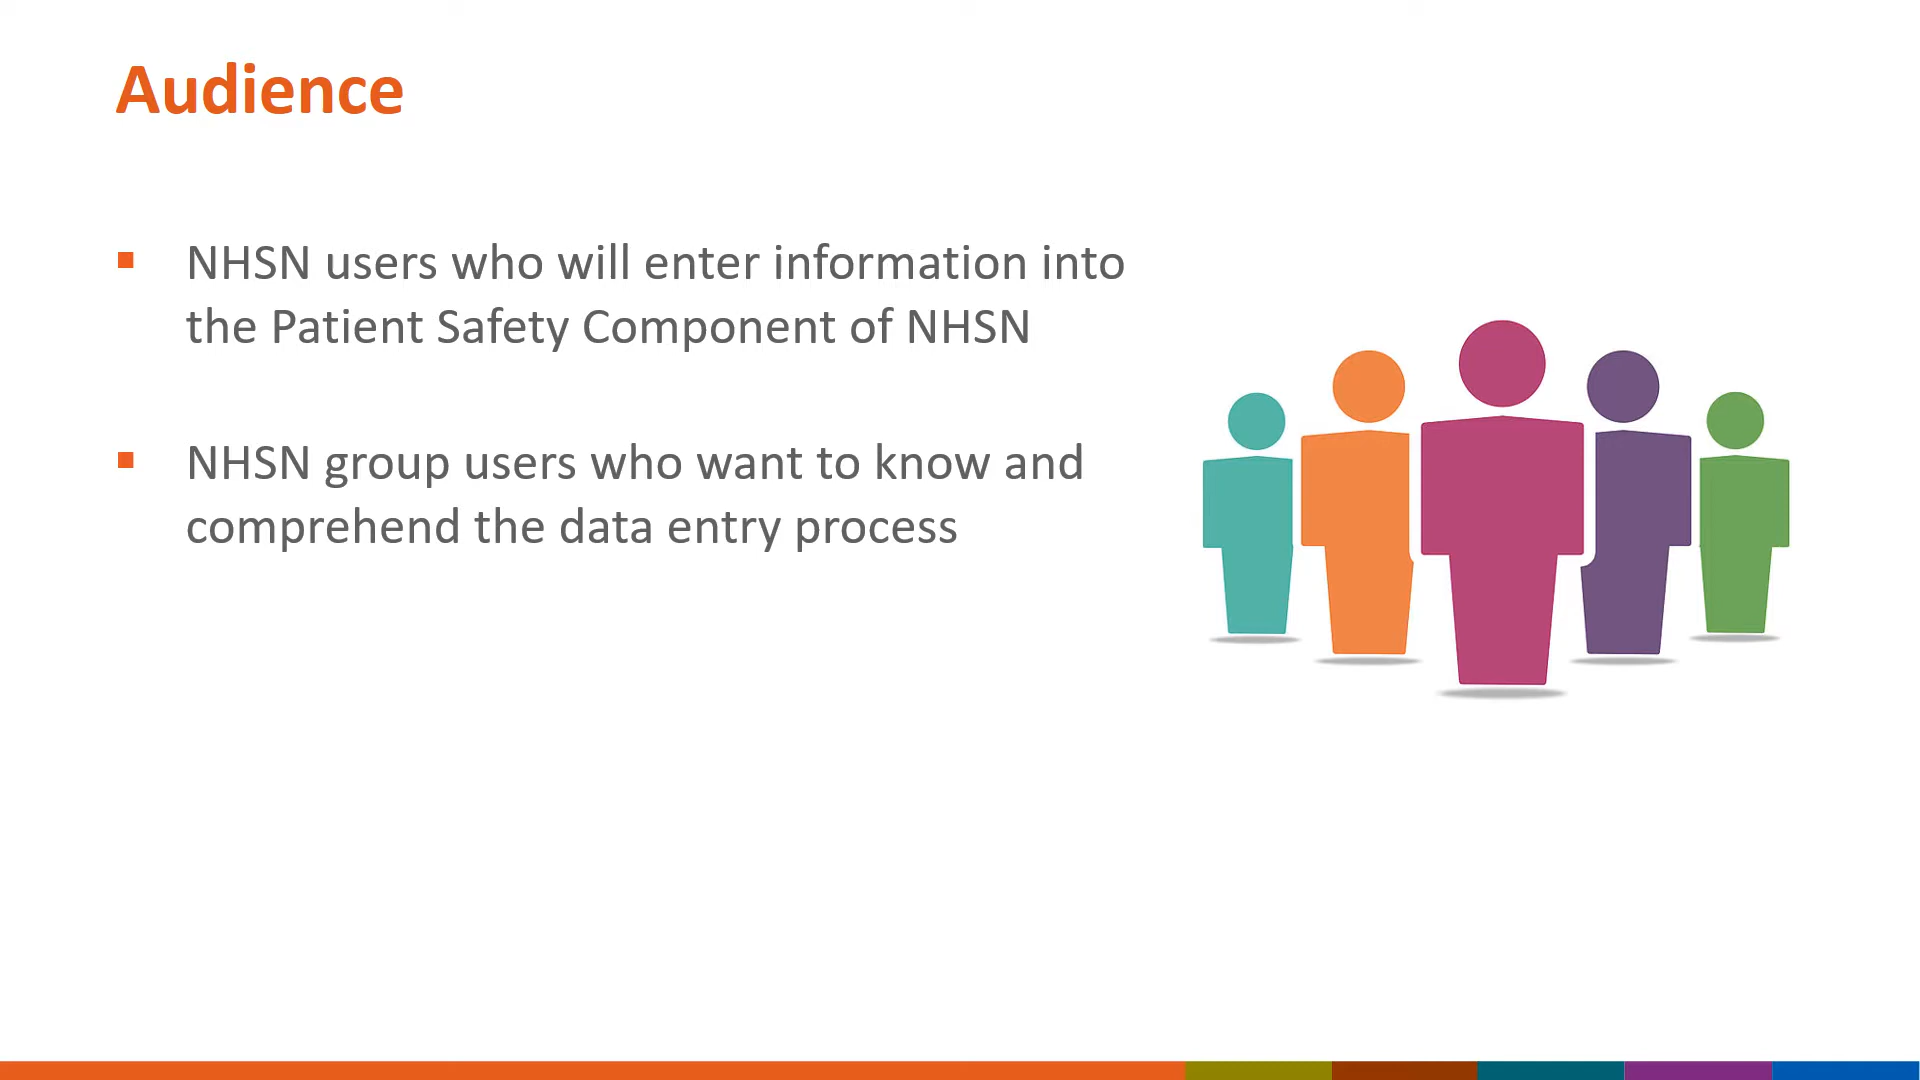 Audience
NHSN users who will enter information into
the Patient Safety Component of NHSN
NHSN group users who want to know and
comprehend the data entry process